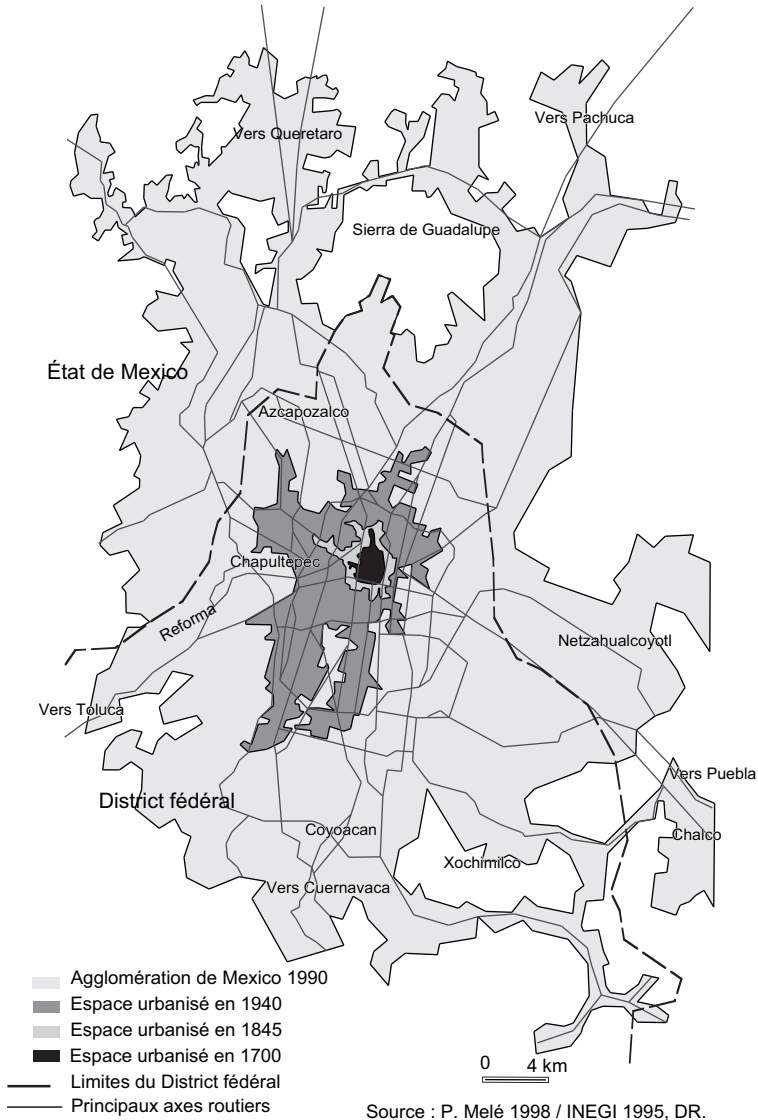 Vers Queretaro
Vers Pachuca
Sierra de Guadalupe
État de Mexico
Azcapozalco
Chapultepec
Reforma
Netzahualcoyotl
Vers Toluca
Vers Puebla
District fédéral
Coyoacan
Chalco
Xochimilco
Vers Cuernavaca
Agglomération de Mexico 1990
Espace urbanisé en 1940
Espace urbanisé en 1845
Espace urbanisé en 1700
Limites du District fédéral
Principaux axes routiers
0 4 km
Source : P. Melé 1998 / INEGI 1995, DR.